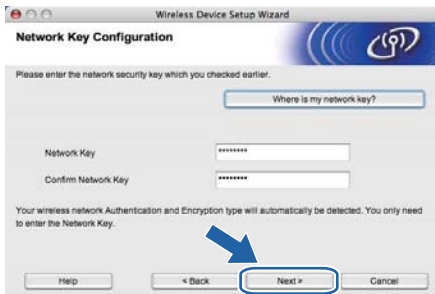 Wireless Device Setup Wizard
Network Key Configuration
Please enter the network security key which you checked earlier.
Where is my network key?
Network Key ********
Confirm Network Key ********
Your wireless network Authentication and Encryption type will automatically be detected. You only need
to enter the Network Key.
Help < Back Next > Cancel